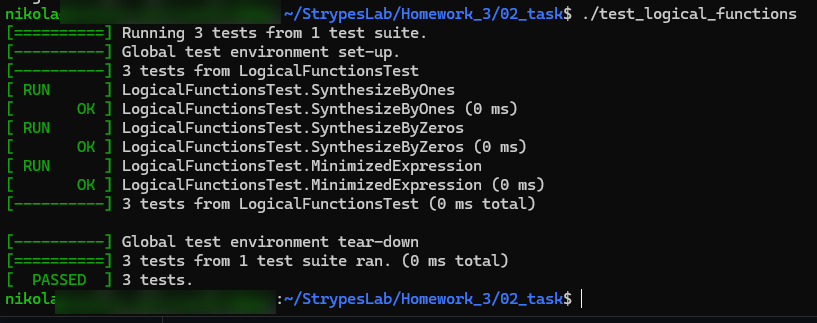 nikola ~/StrypesLab/Homework_3/02_task$ ./test_logical_functions
[==========] Running 3 tests from 1 test suite.
[----------] Global test environment set-up.
[----------] 3 tests from LogicalFunctionsTest
[ RUN      ] LogicalFunctionsTest.SynthesizeByOnes
[       OK ] LogicalFunctionsTest.SynthesizeByOnes (0 ms)
[ RUN      ] LogicalFunctionsTest.SynthesizeByZeros
[       OK ] LogicalFunctionsTest.SynthesizeByZeros (0 ms)
[ RUN      ] LogicalFunctionsTest.MinimizedExpression
[       OK ] LogicalFunctionsTest.MinimizedExpression (0 ms)
[----------] 3 tests from LogicalFunctionsTest (0 ms total)
[----------] Global test environment tear-down
[==========] 3 tests from 1 test suite ran. (0 ms total)
[  PASSED  ] 3 tests.
nikola :~/StrypesLab/Homework_3/02_task$